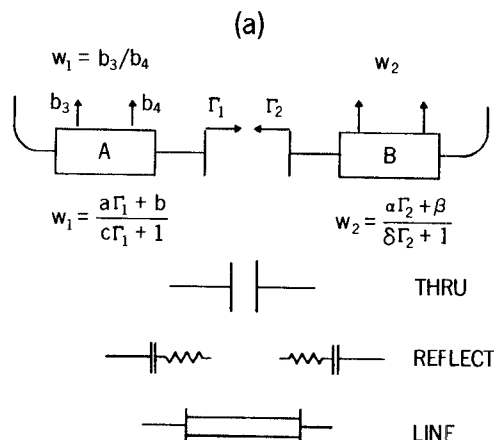 (a)
w₁ = b₃/b₄
w₂
b₃ b₄ Γ₁ Γ₂
A B
w₁ = (aΓ₁ + b)/(cΓ₁ + 1) w₂ = (αΓ₂ + β)/(δΓ₂ + 1)
THRU
REFLECT
LINE